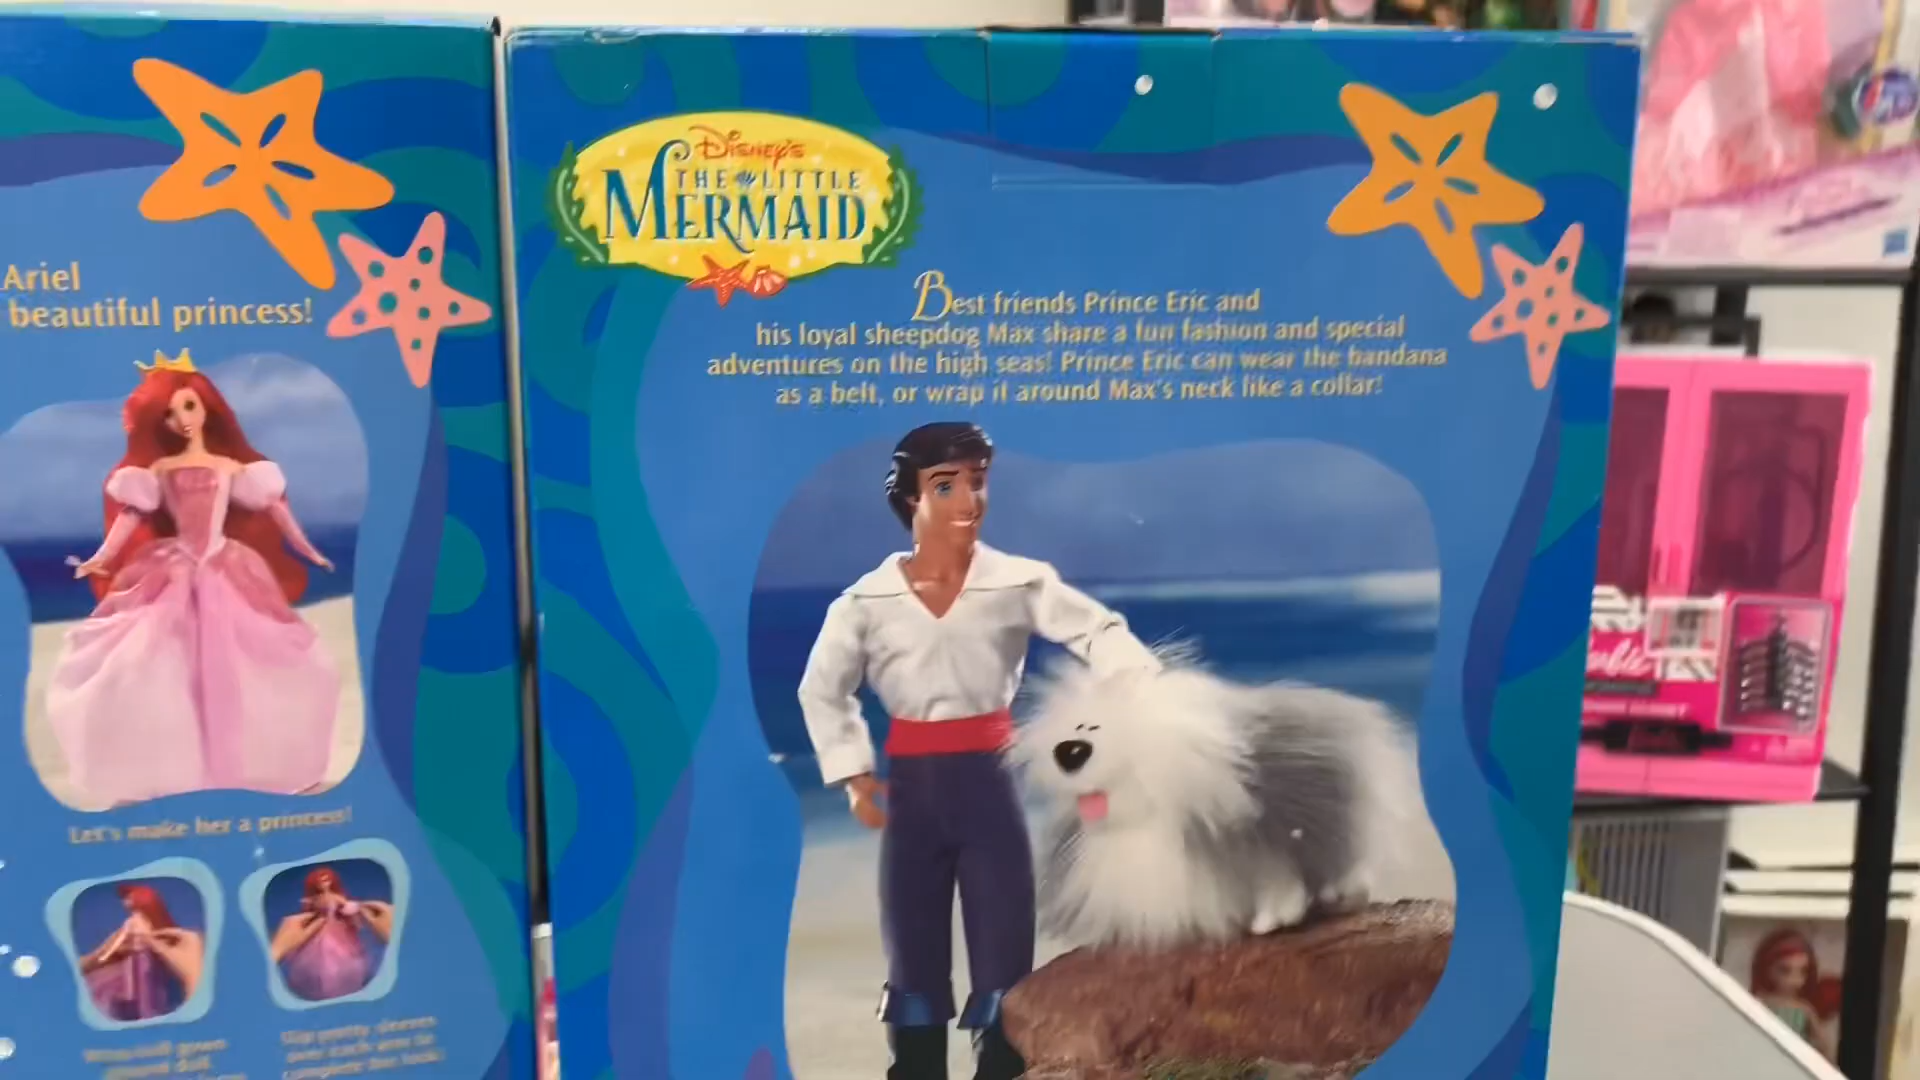 Ariel
beautiful princess!
Let's make her a princess!
Disney's
THE LITTLE
MERMAID
Best friends Prince Eric and
his loyal sheepdog Max share a fun fashion and special
adventures on the high seas! Prince Eric can wear the bandana
as a belt, or wrap it around Max's neck like a collar!